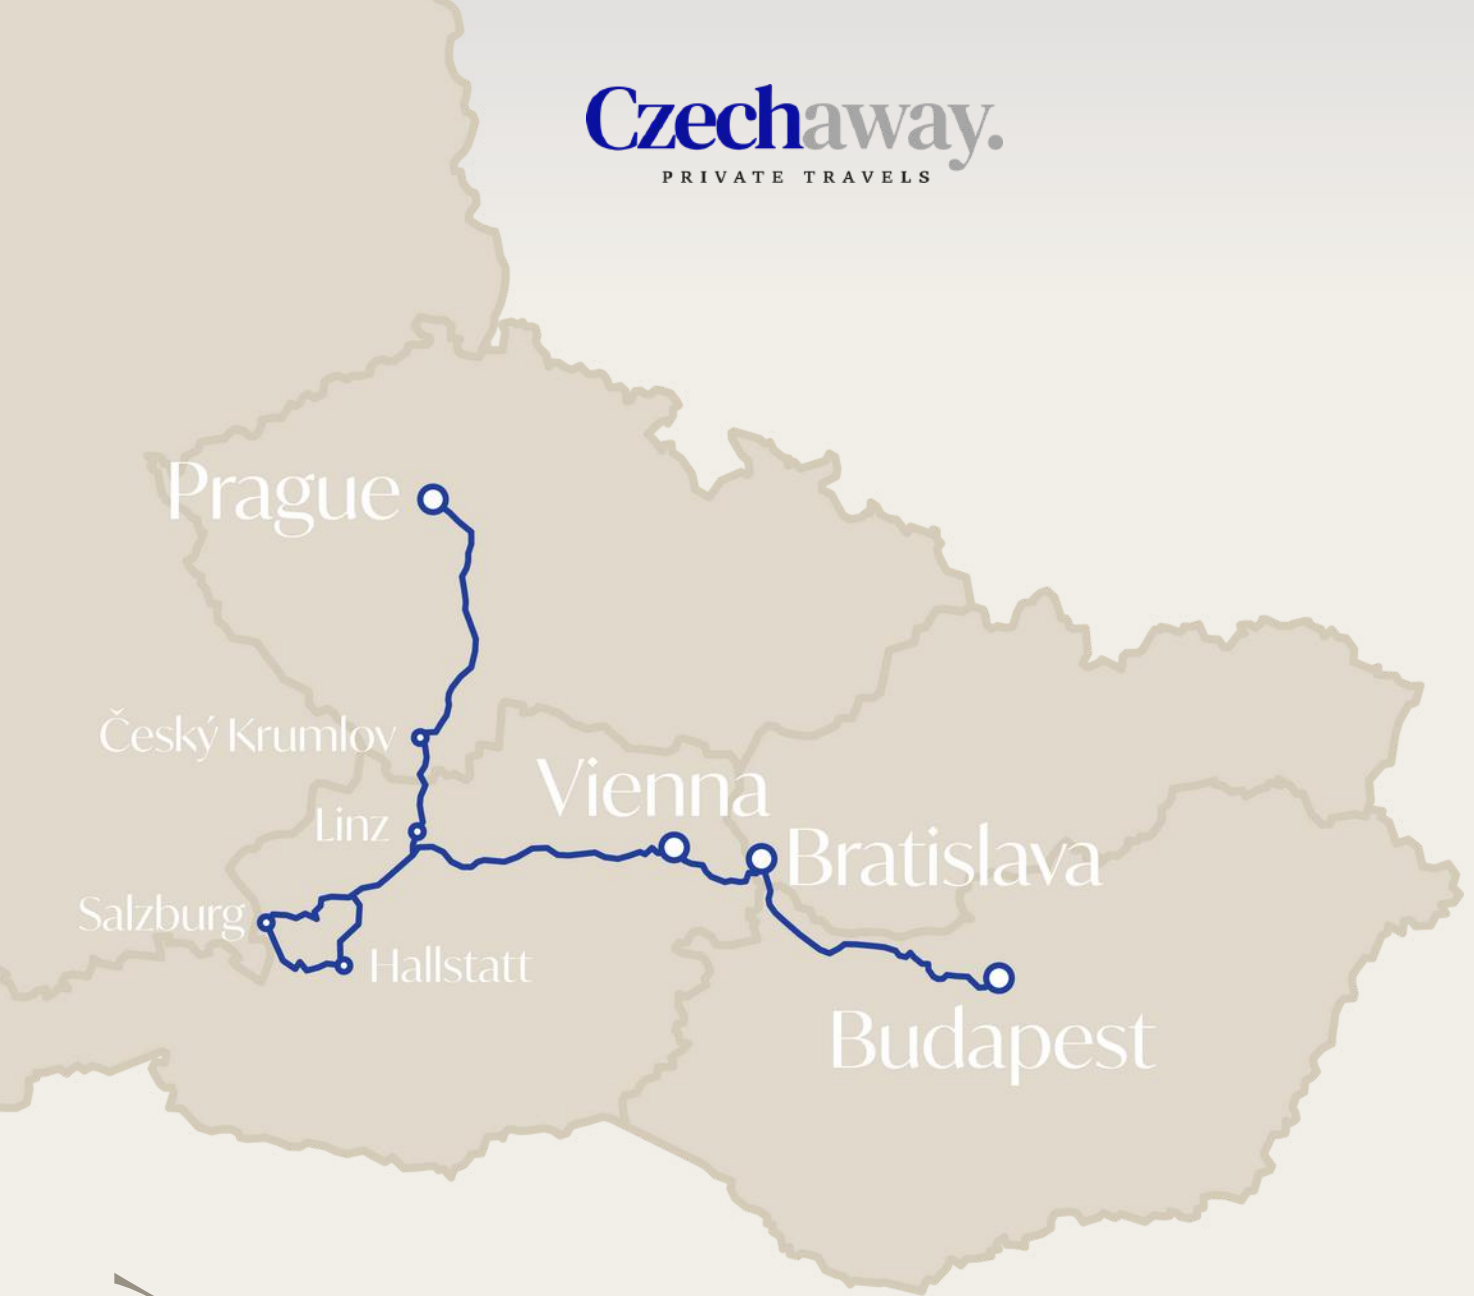 Czechaway.
PRIVATE TRAVELS
Prague
Český Krumlov
Vienna
Linz
Bratislava
Salzburg
Hallstatt
Budapest